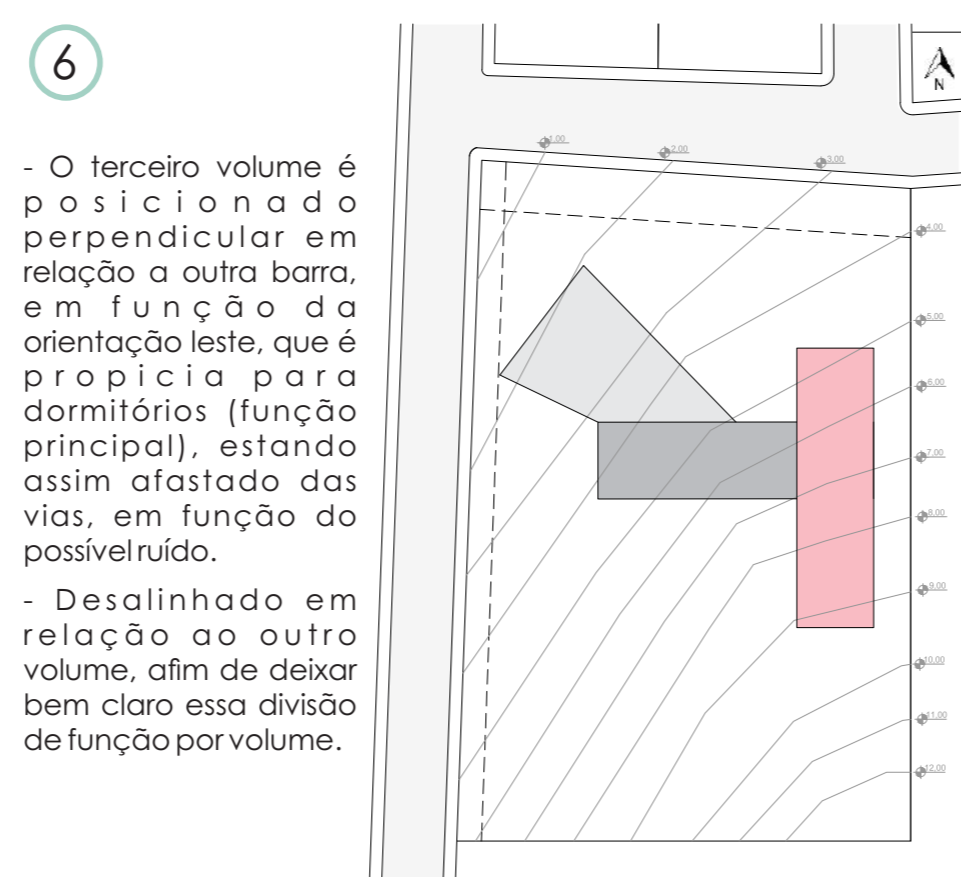 6
N
- O terceiro volume é
posicionado
perpendicular em
relação a outra barra,
em função da
orientação leste, que é
propicia para
dormitórios (função
principal), estando
assim afastado das
vias, em função do
possível ruído.
- Desalinhado em
relação ao outro
volume, afim de deixar
bem claro essa divisão
de função por volume.
1.00
2.00
3.00
4.00
5.00
6.00
7.00
8.00
9.00
10.00
11.00
12.00